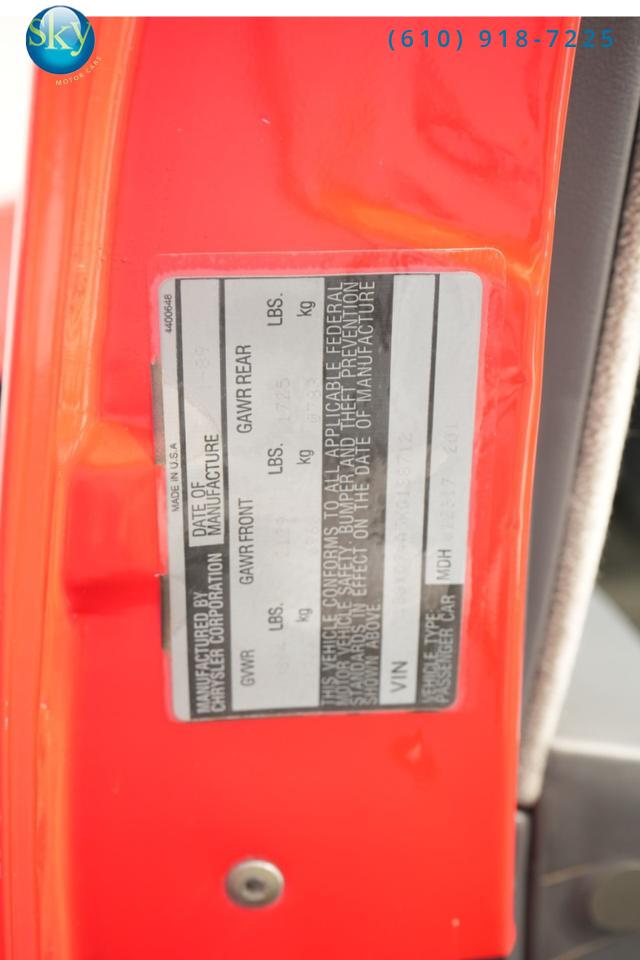 sky
MOTOR CARS
(610) 918-7225
4400648
MADE IN U.S.A
MANUFACTURED BY
CHRYSLER CORPORATION
DATE OF
MANUFACTURE
GVWR
GAWR FRONT
GAWR REAR
LBS.
LBS.
1725
LBS.
kg
kg
kg
THIS VEHICLE CONFORMS TO ALL APPLICABLE FEDERAL
MOTOR VEHICLE SAFETY, BUMPER AND THEFT PREVENTION
STANDARDS IN EFFECT ON THE DATE OF MANUFACTURE
SHOWN ABOVE
VIN
VEHICLE TYPE
PASSENGER CAR
MDH